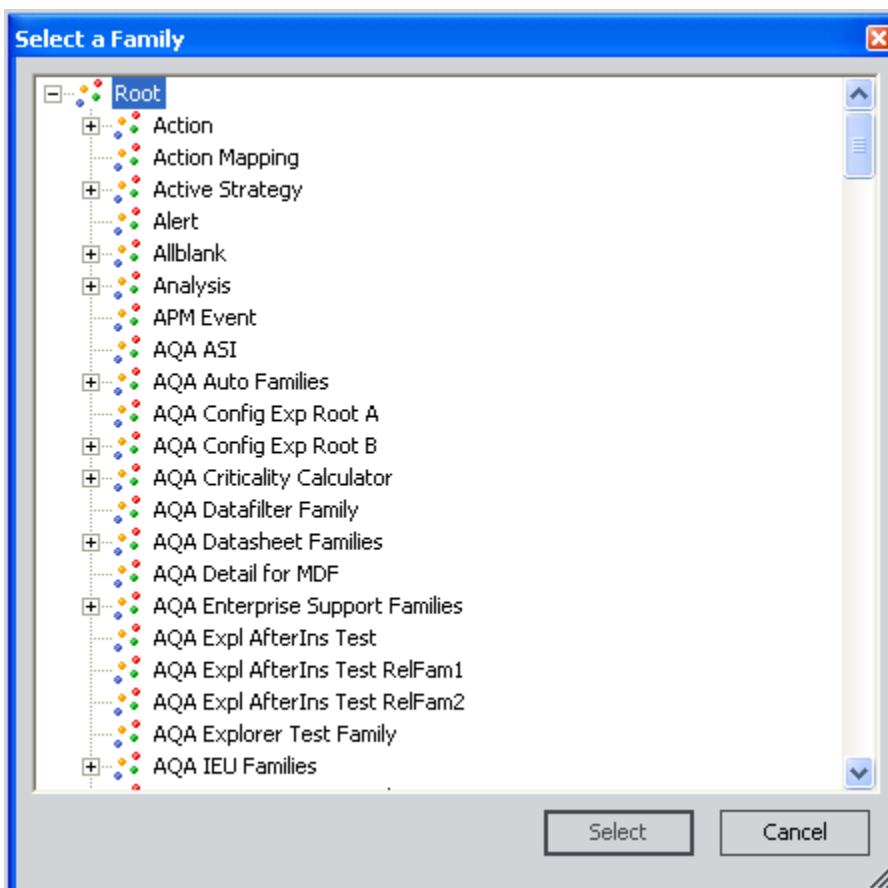 Select a Family
Root
Action
Action Mapping
Active Strategy
Alert
Allblank
Analysis
APM Event
AQA ASI
AQA Auto Families
AQA Config Exp Root A
AQA Config Exp Root B
AQA Criticality Calculator
AQA Datafilter Family
AQA Datasheet Families
AQA Detail for MDF
AQA Enterprise Support Families
AQA Expl AfterIns Test
AQA Expl AfterIns Test RelFam1
AQA Expl AfterIns Test RelFam2
AQA Explorer Test Family
AQA IEU Families
Select Cancel